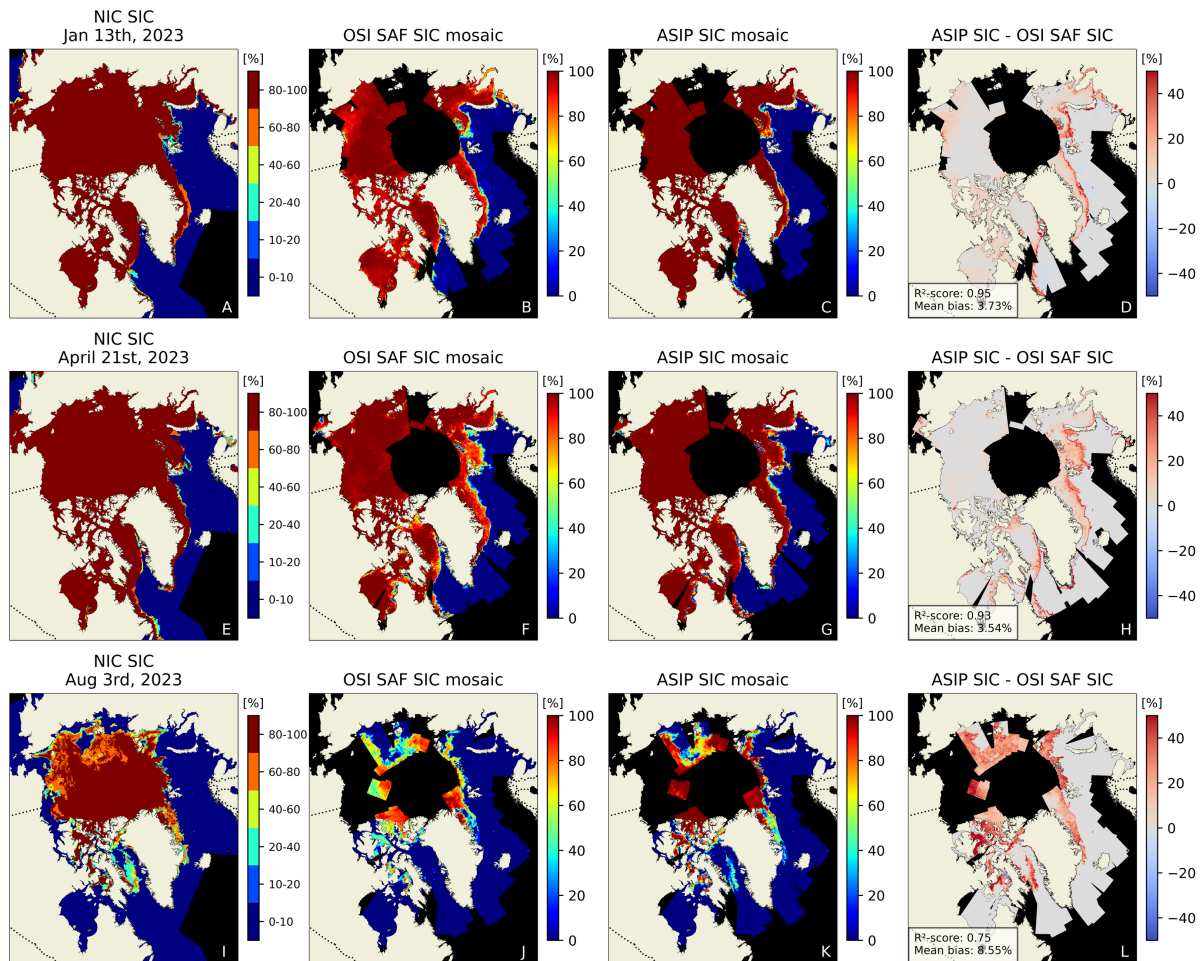 NIC SIC
Jan 13th, 2023
OSI SAF SIC mosaic
ASIP SIC mosaic
ASIP SIC - OSI SAF SIC
[%]
80-100
60-80
40-60
20-40
10-20
0-10
A
[%]
100
80
60
40
20
0
B
[%]
100
80
60
40
20
0
C
[%]
40
20
0
−20
−40
R²-score: 0.95
Mean bias: 3.73%
D
NIC SIC
April 21st, 2023
OSI SAF SIC mosaic
ASIP SIC mosaic
ASIP SIC - OSI SAF SIC
[%]
80-100
60-80
40-60
20-40
10-20
0-10
E
[%]
100
80
60
40
20
0
F
[%]
100
80
60
40
20
0
G
[%]
40
20
0
−20
−40
R²-score: 0.93
Mean bias: 3.54%
H
NIC SIC
Aug 3rd, 2023
OSI SAF SIC mosaic
ASIP SIC mosaic
ASIP SIC - OSI SAF SIC
[%]
80-100
60-80
40-60
20-40
10-20
0-10
I
[%]
100
80
60
40
20
0
J
[%]
100
80
60
40
20
0
K
[%]
40
20
0
−20
−40
R²-score: 0.75
Mean bias: 8.55%
L